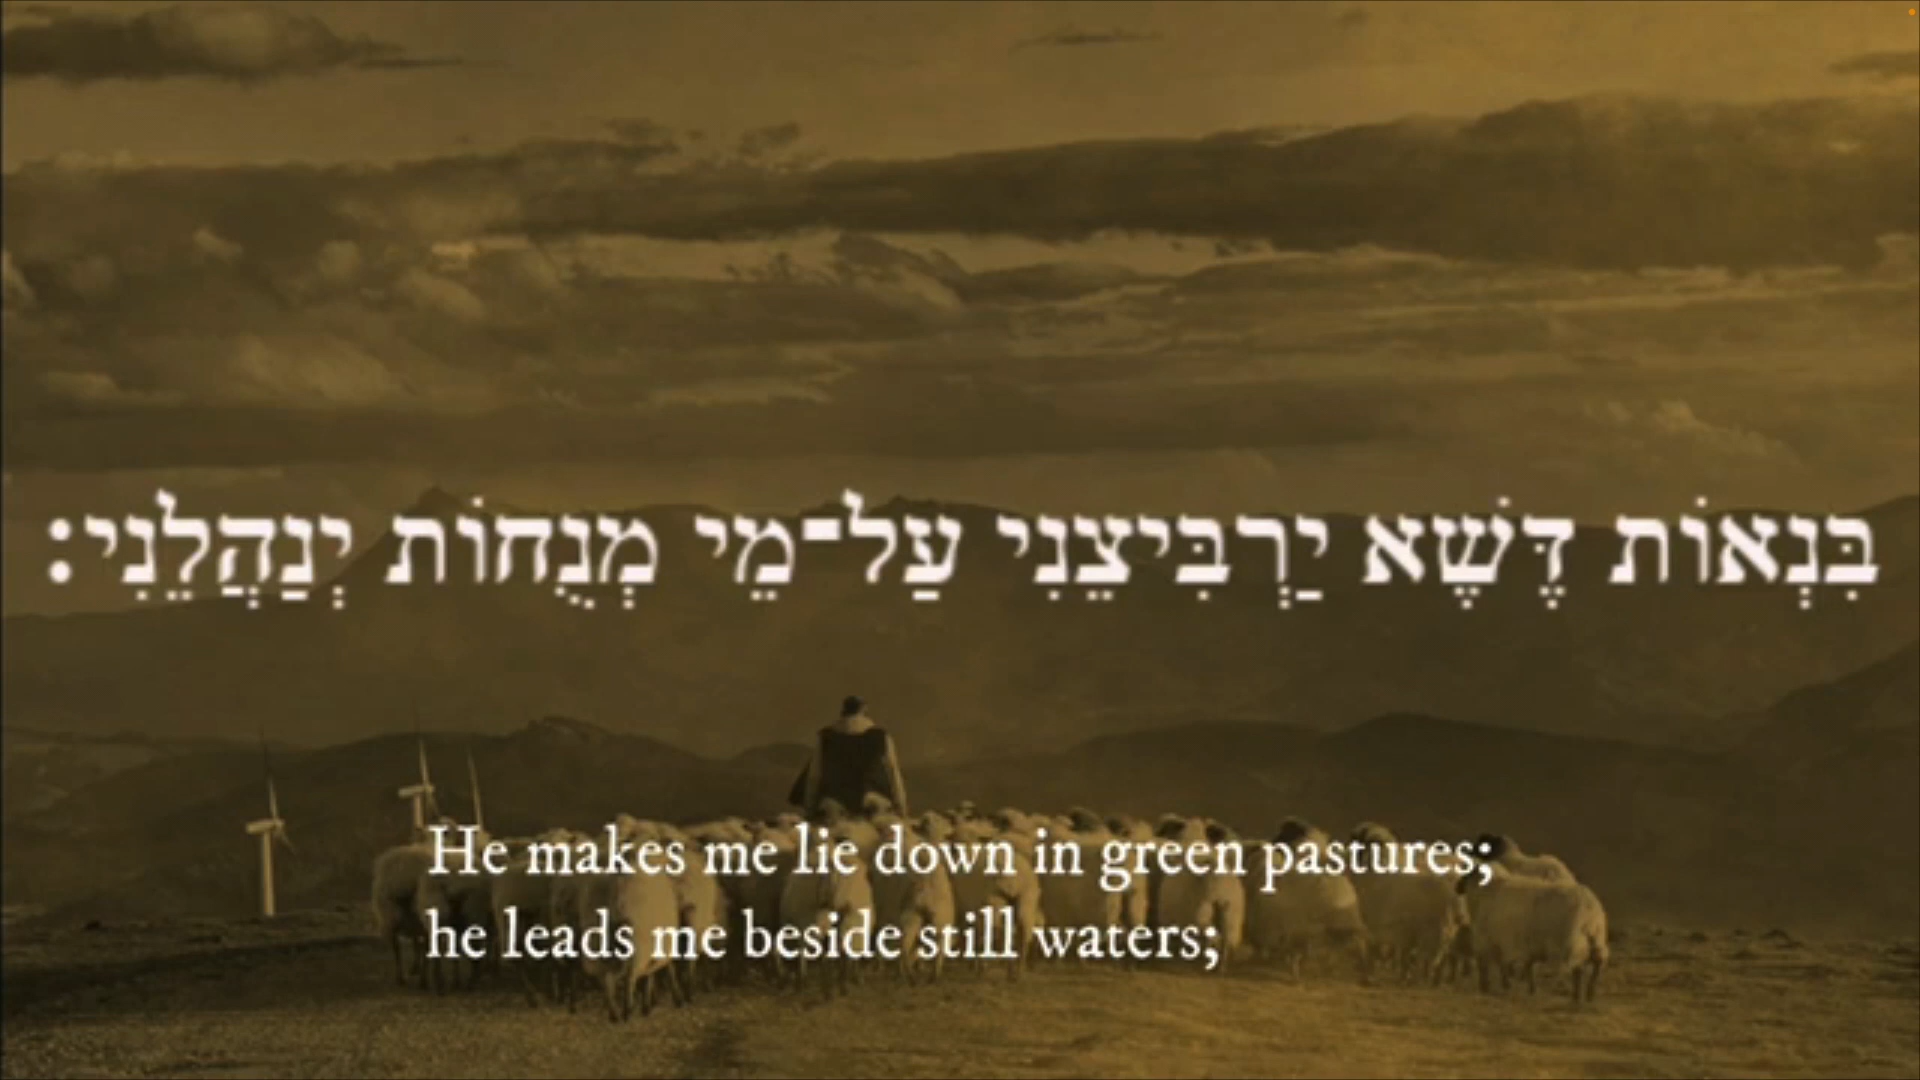 בִּנְאוֹת דֶּשֶׁא יַרְבִּיצֵנִי עַל־מֵי מְנֻחוֹת יְנַהֲלֵנִי׃
He makes me lie down in green pastures;
he leads me beside still waters;